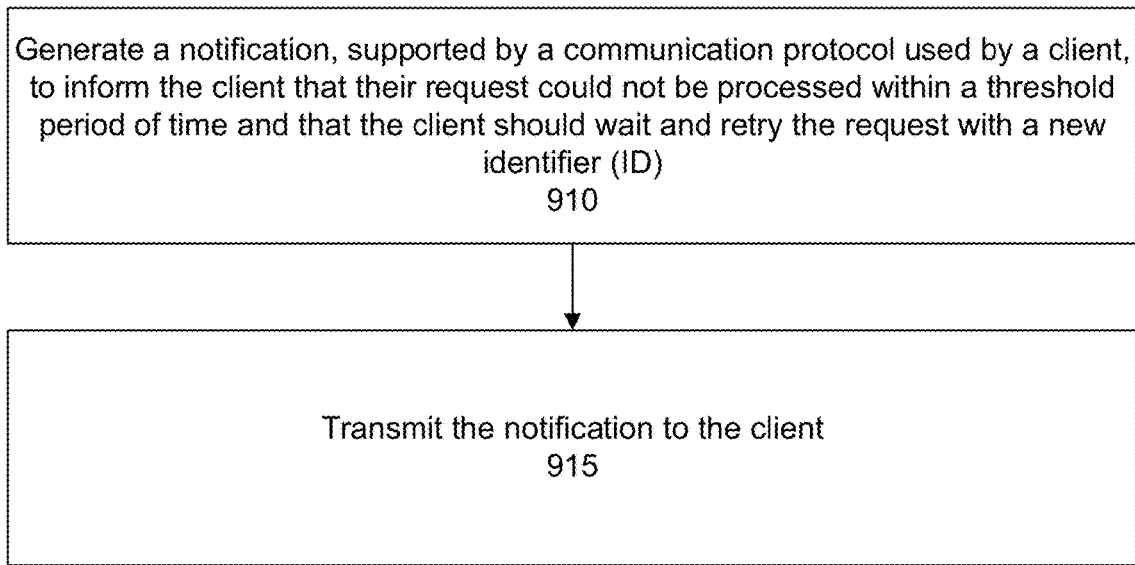 Generate a notification, supported by a communication protocol used by a client,
to inform the client that their request could not be processed within a threshold
period of time and that the client should wait and retry the request with a new
identifier (ID)
910
Transmit the notification to the client
915